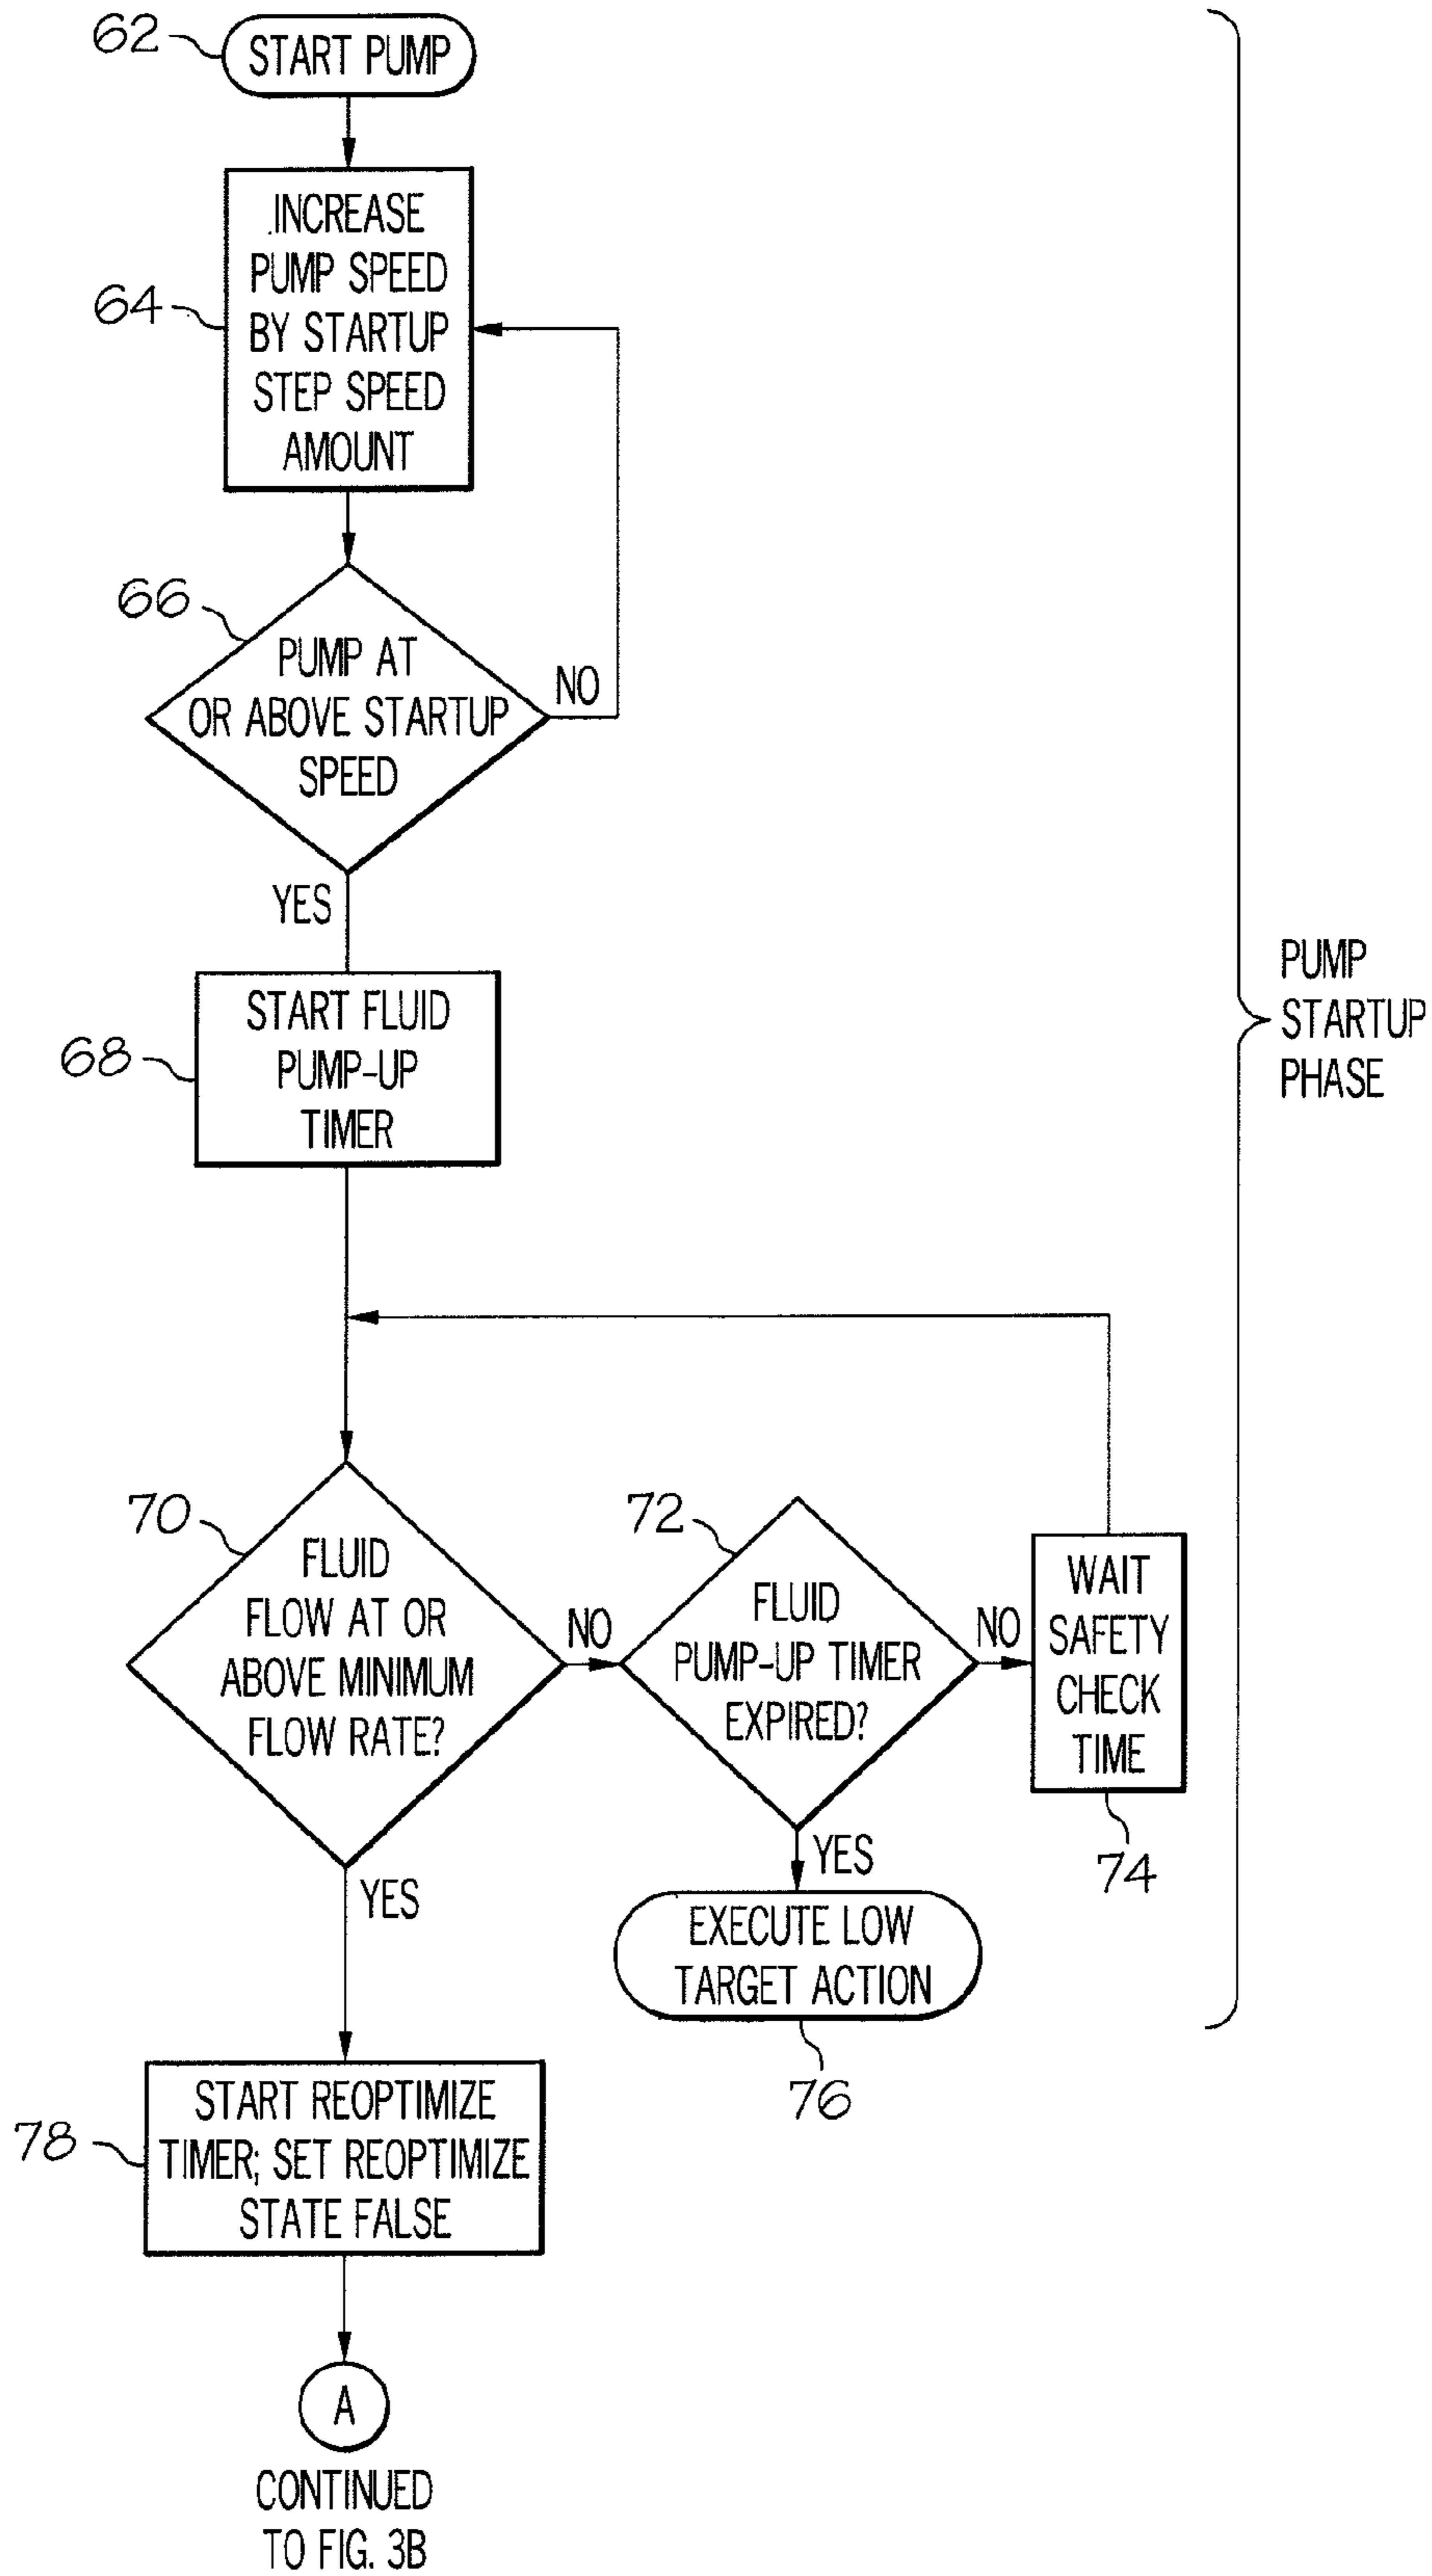 62
START PUMP
64
INCREASE
PUMP SPEED
BY STARTUP
STEP SPEED
AMOUNT
66
PUMP AT
OR ABOVE STARTUP
SPEED
NO
YES
68
START FLUID
PUMP-UP
TIMER
PUMP
STARTUP
PHASE
70
FLUID
FLOW AT OR
ABOVE MINIMUM
FLOW RATE?
NO
YES
72
FLUID
PUMP-UP TIMER
EXPIRED?
NO
YES
WAIT
SAFETY
CHECK
TIME
74
EXECUTE LOW
TARGET ACTION
76
78
START REOPTIMIZE
TIMER; SET REOPTIMIZE
STATE FALSE
A
CONTINUED
TO FIG. 3B